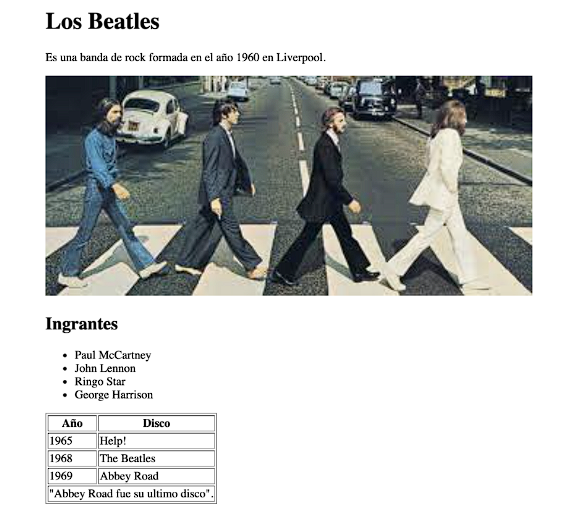 Los Beatles
Es una banda de rock formada en el año 1960 en Liverpool.
Ingrantes
Paul McCartney
John Lennon
Ringo Star
George Harrison
Año Disco
1965 Help!
1968 The Beatles
1969 Abbey Road
"Abbey Road fue su ultimo disco".